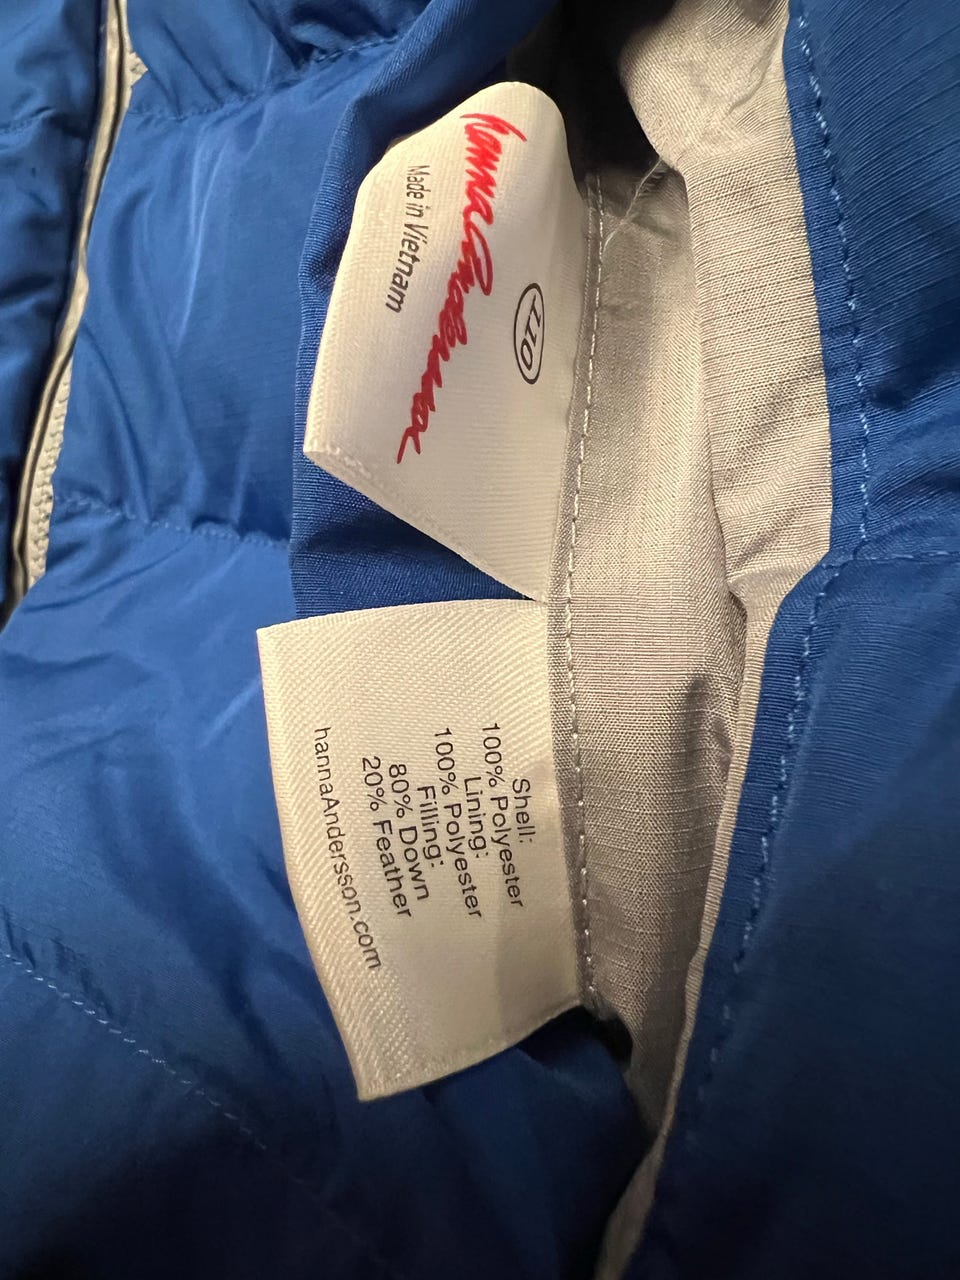 110
hanna Andersson
Made in Vietnam
Shell:
100% Polyester
Lining:
100% Polyester
Filling:
80% Down
20% Feather
hannaAndersson.com